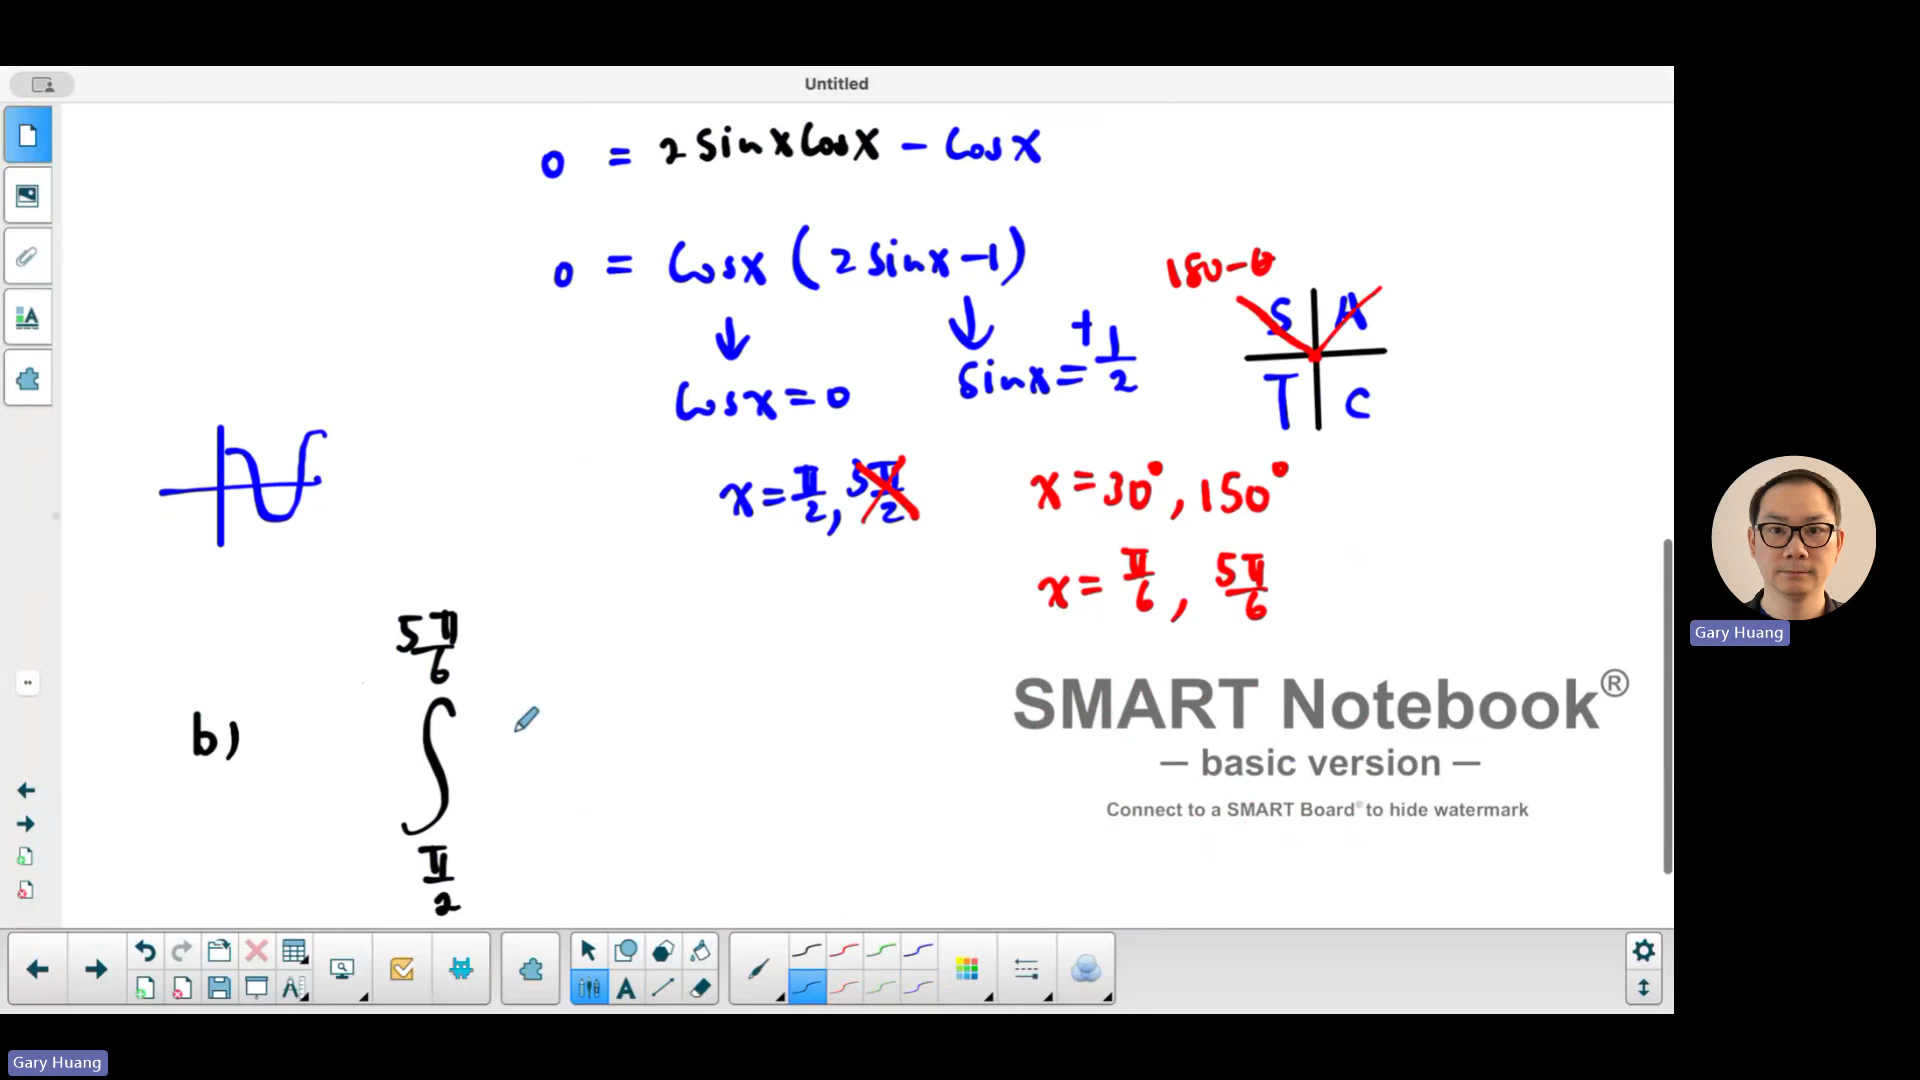 Untitled
0 = 2 sin x cos x - cos x
0 = cos x ( 2 sin x - 1 )
180 - θ
S A
T C
cos x = 0
sin x = + 1/2
x = π/2, 3π/2
x = 30°, 150°
x = π/6, 5π/6
b) ∫ 5π/6 π/2
SMART Notebook®
— basic version —
Connect to a SMART Board® to hide watermark
Gary Huang
Gary Huang